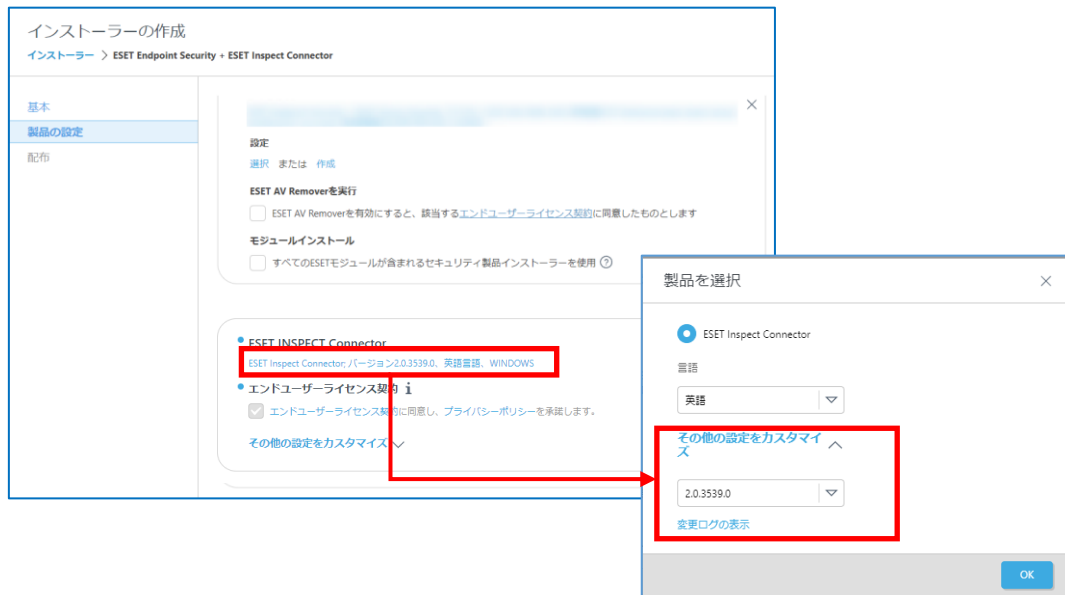 インストーラーの作成
インストーラー > ESET Endpoint Security + ESET Inspect Connector
基本
製品の設定
配布
設定
選択 または 作成
ESET AV Removerを実行
ESET AV Removerを有効にすると、該当するエンドユーザーライセンス契約に同意したものとします
モジュールインストール
すべてのESETモジュールが含まれるセキュリティ製品インストーラーを使用 ?
ESET INSPECT Connector
ESET Inspect Connector; バージョン2.0.3539.0、英語言語、WINDOWS
エンドユーザーライセンス契約 i
エンドユーザーライセンス契約に同意し、プライバシーポリシーを承諾します。
その他の設定をカスタマイズ
製品を選択
ESET Inspect Connector
言語
英語
その他の設定をカスタマイ
ズ
2.0.3539.0
変更ログの表示
OK